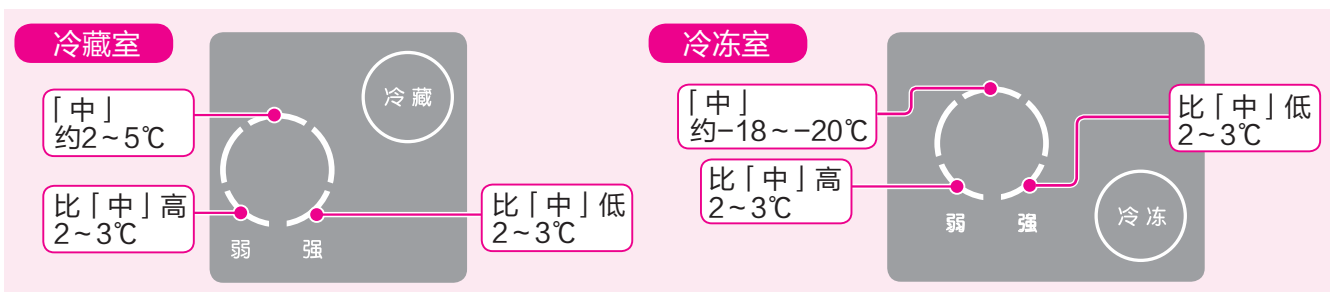 冷藏室
冷藏
「中」
约2~5℃
比「中」高
2~3℃
比「中」低
2~3℃
弱 强
冷冻室
「中」
约−18~−20℃
比「中」低
2~3℃
比「中」高
2~3℃
弱 强
冷冻